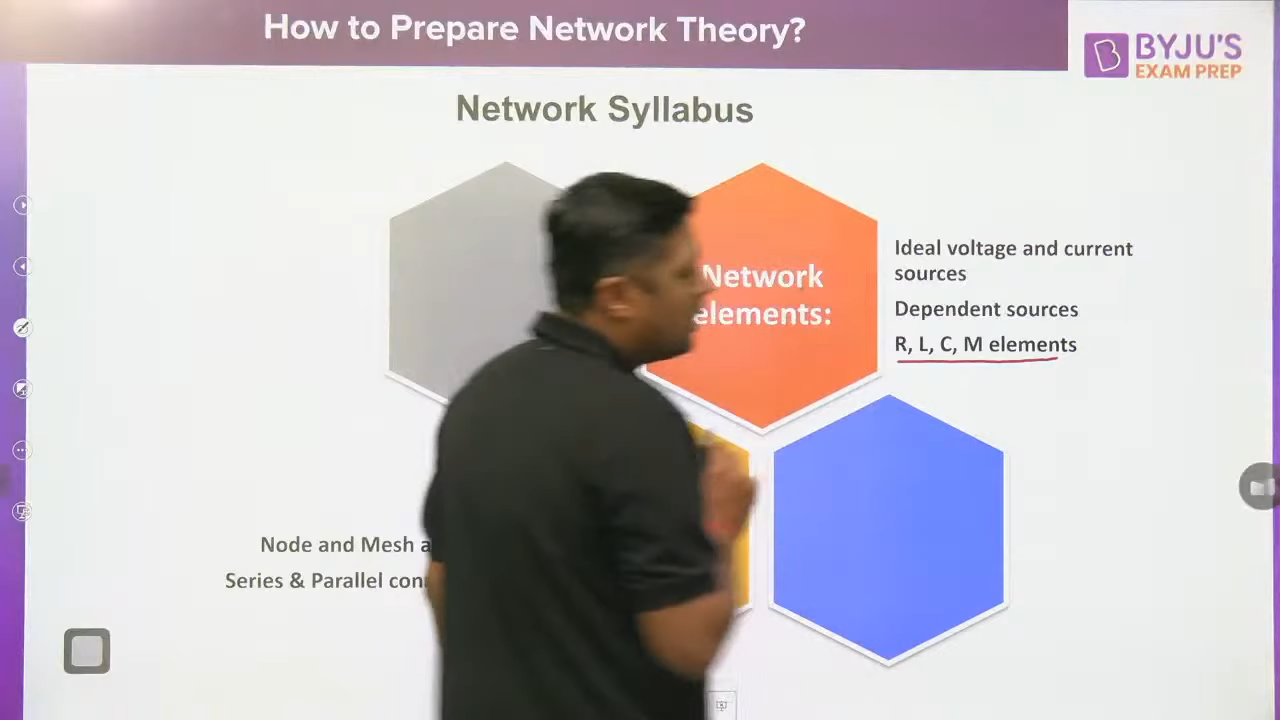 How to Prepare Network Theory?
BYJU'S
EXAM PREP
Network Syllabus
Network
elements:
Ideal voltage and current
sources
Dependent sources
R, L, C, M elements
Node and Mesh
Series & Parallel